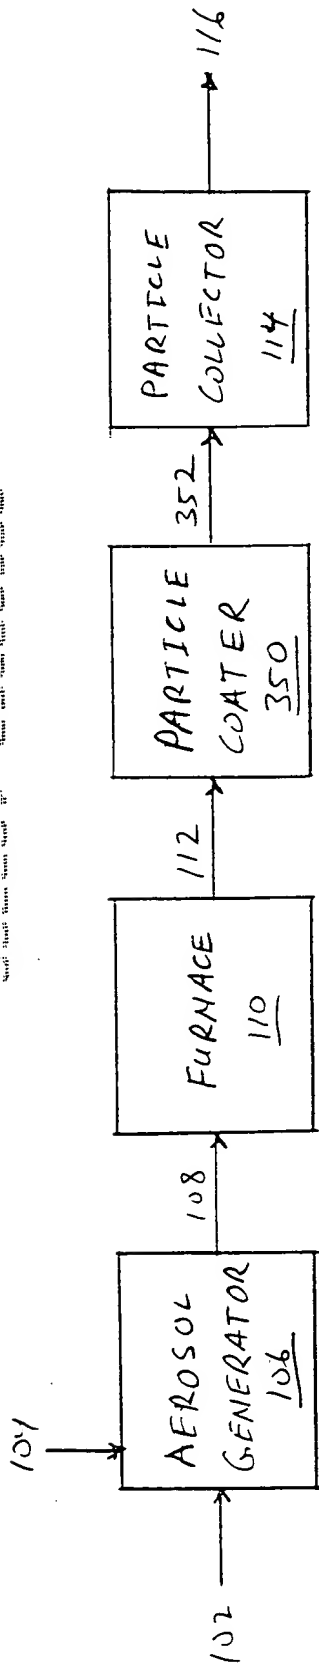 104
102
AEROSOL
GENERATOR
106
108
FURNACE
110
112
PARTICLE
COATER
350
352
PARTICLE
COLLECTOR
114
116